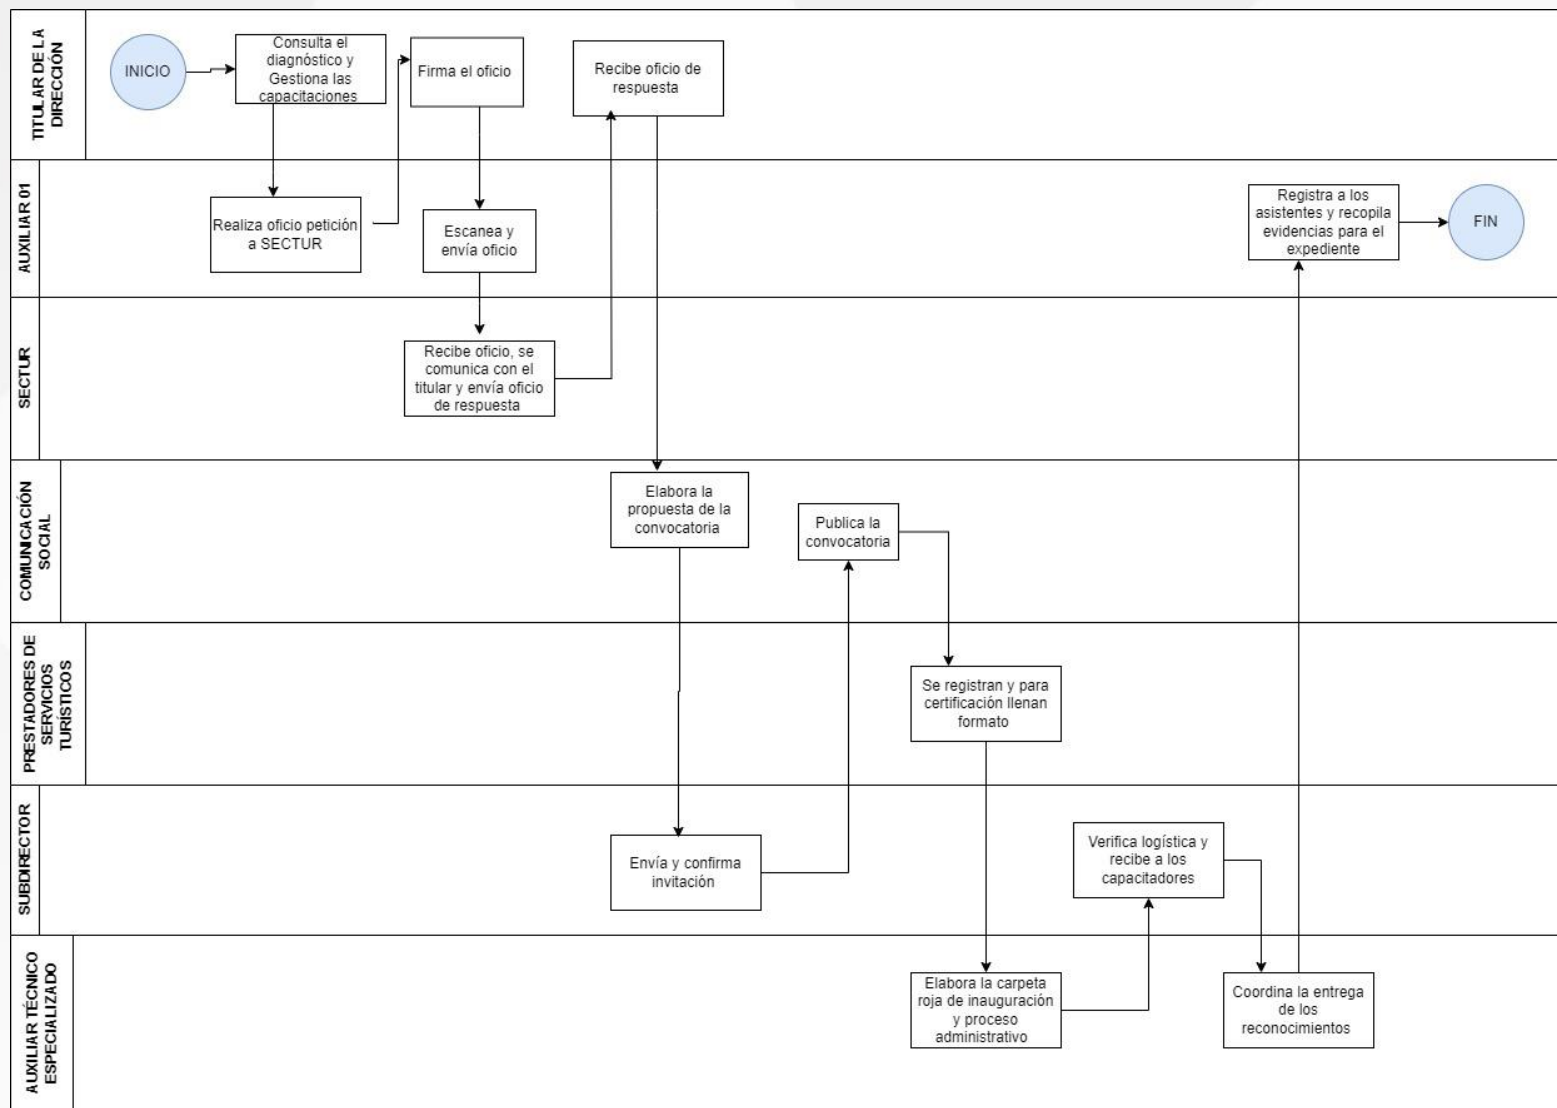 TITULAR DE LA
DIRECCIÓN
INICIO
Consulta el
diagnóstico y
Gestiona las
capacitaciones
Firma el oficio
Recibe oficio de
respuesta
AUXILIAR 01
Realiza oficio petición
a SECTUR
Escanea y
envía oficio
Registra a los
asistentes y recopila
evidencias para el
expediente
FIN
SECTUR
Recibe oficio, se
comunica con el
titular y envía oficio
de respuesta
COMUNICACIÓN
SOCIAL
Elabora la
propuesta de la
convocatoria
Publica la
convocatoria
PRESTADORES DE
SERVICIOS
TURÍSTICOS
Se registran y para
certificación llenan
formato
SUBDIRECTOR
Envía y confirma
invitación
Verifica logística y
recibe a los
capacitadores
AUXILIAR TÉCNICO
ESPECIALIZADO
Elabora la carpeta
roja de inauguración
y proceso
administrativo
Coordina la entrega
de los
reconocimientos